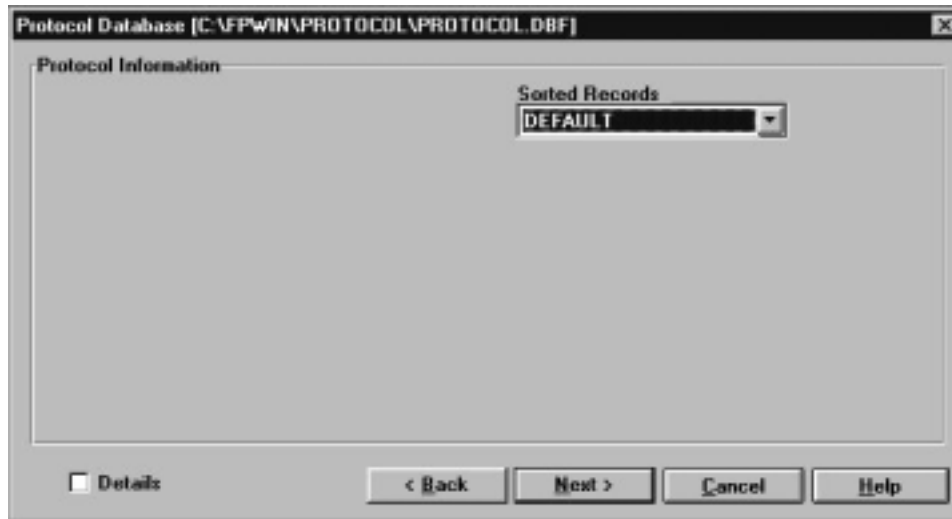 Protocol Database [C:\FPWIN\PROTOCOL\PROTOCOL.DBF]
Protocol Information
Sorted Records
DEFAULT
Details
< Back
Next >
Cancel
Help